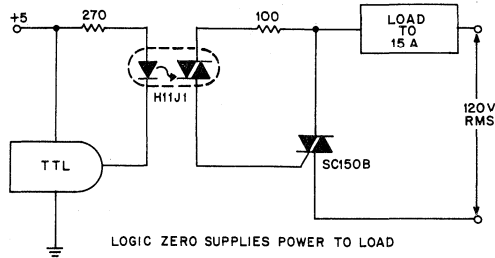 +5
270
100
LOAD
TO
15 A
H11J1
120V
RMS
TTL
SC150B
LOGIC ZERO SUPPLIES POWER TO LOAD